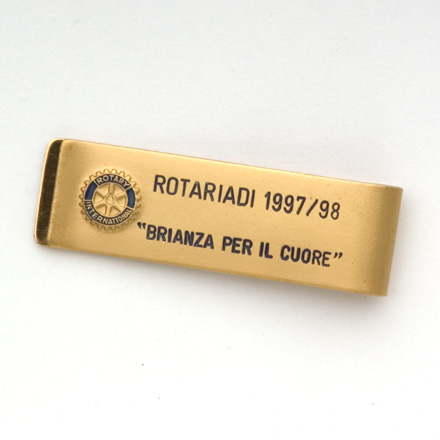 ROTARY
INTERNATIONAL
ROTARIADI 1997/98
"BRIANZA PER IL CUORE"